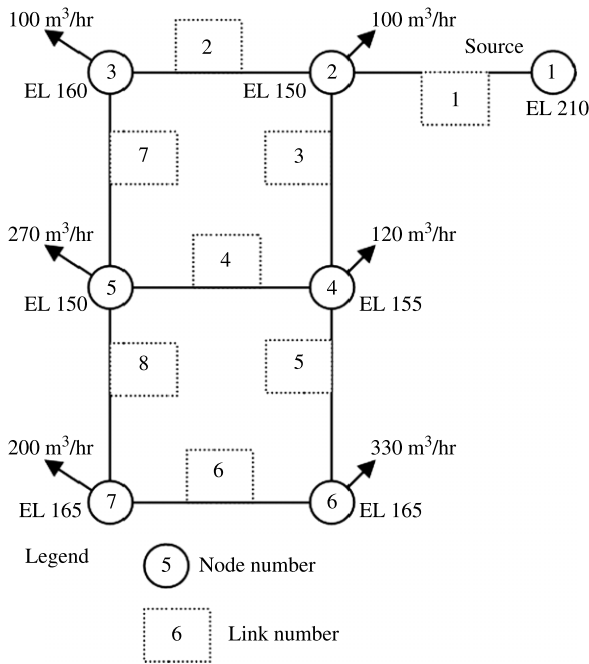 100 m³/hr
100 m³/hr
2
Source
3
2
1
EL 160
EL 150
1
EL 210
7
3
270 m³/hr
120 m³/hr
4
5
4
EL 150
EL 155
8
5
200 m³/hr
330 m³/hr
6
7
6
EL 165
EL 165
Legend
5
Node number
6
Link number